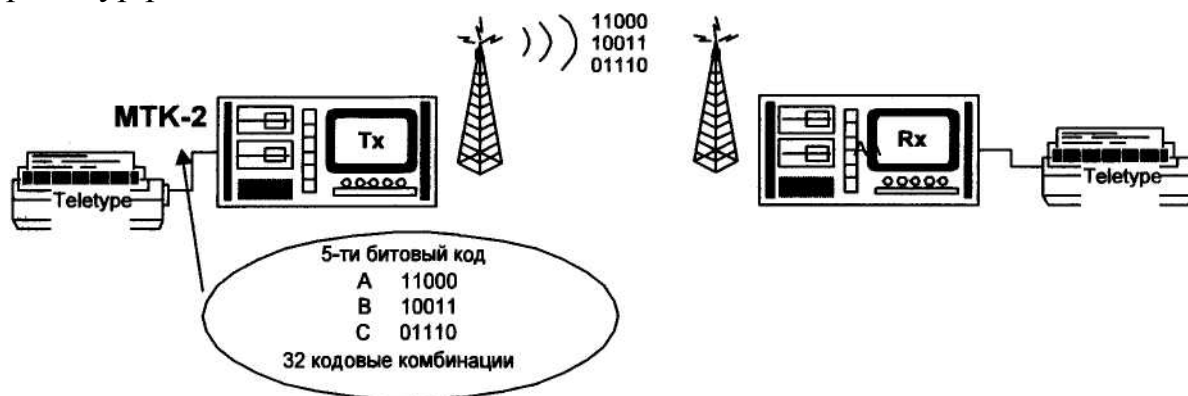 11000
10011
01110
МТК-2
Tx
Rx
Teletype
Teletype
5-ти битовый код
A 11000
B 10011
C 01110
32 кодовые комбинации